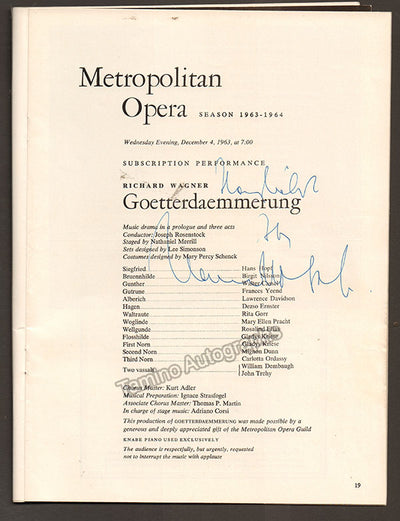 Metropolitan
Opera SEASON 1963-1964
Wednesday Evening, December 4, 1963, at 7:00
SUBSCRIPTION PERFORMANCE
RICHARD WAGNER
Goetterdaemmerung
Music drama in a prologue and three acts
Conductor: Joseph Rosenstock
Staged by Nathaniel Merrill
Sets designed by Lee Simonson
Costumes designed by Mary Percy Schenck
Siegfried Hans Hopf
Bruennhilde Birgit Nilsson
Gunther
Gutrune Frances Yeend
Alberich Lawrence Davidson
Hagen Dezso Ernster
Waltraute Rita Gorr
Woglinde Mary Ellen Pracht
Wellgunde Rosalind Elias
Flosshilde Gladys Kriese
First Norn Gladys Kriese
Second Norn Mignon Dunn
Third Norn Carlotta Ordassy
Two vassals William Dembaugh
John Trehy
Chorus Master: Kurt Adler
Musical Preparation: Ignace Strasfogel
Associate Chorus Master: Thomas P. Martin
In charge of stage music: Adriano Corsi
This production of GOETTERDAEMMERUNG was made possible by a
generous and deeply appreciated gift of the Metropolitan Opera Guild
KNABE PIANO USED EXCLUSIVELY
The audience is respectfully, but urgently, requested
not to interrupt the music with applause
19
Tamino Autographs